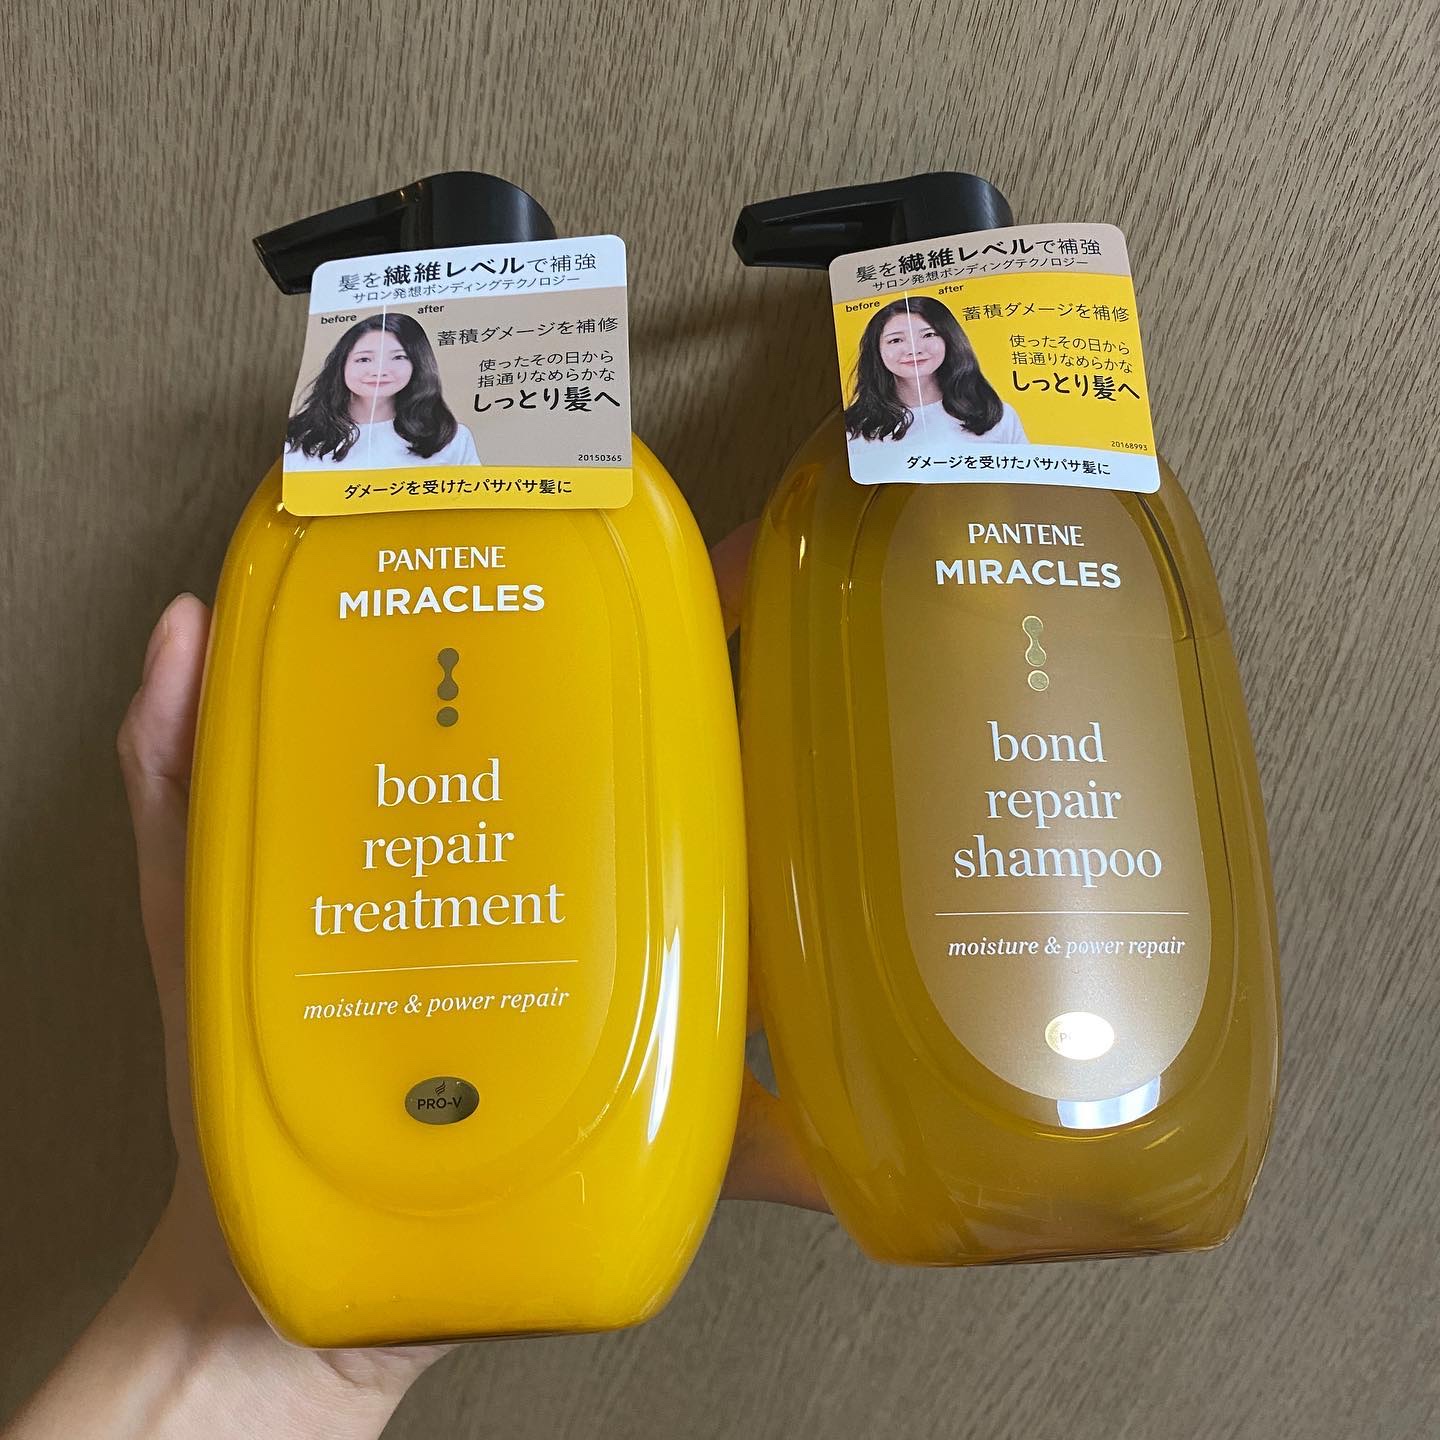 髪を繊維レベルで補強
サロン発想ボンディングテクノロジー
before
after
蓄積ダメージを補修
使ったその日から
指通りなめらかな
しっとり髪へ
20150365
ダメージを受けたパサパサ髪に
PANTENE
MIRACLES
bond
repair
treatment
moisture & power repair
PRO-V
髪を繊維レベルで補強
サロン発想ボンディングテクノロジー
before
after
蓄積ダメージを補修
使ったその日から
指通りなめらかな
しっとり髪へ
20168993
ダメージを受けたパサパサ髪に
PANTENE
MIRACLES
bond
repair
shampoo
moisture & power repair